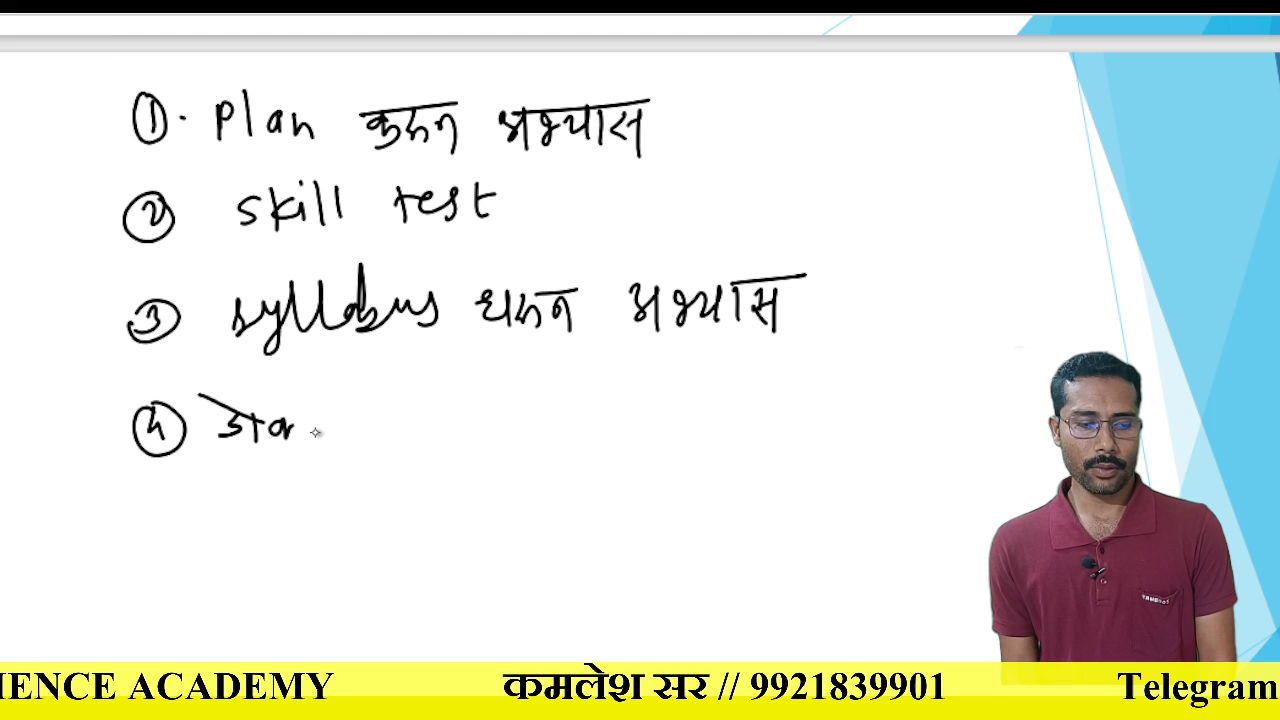 ①. Plan करून अभ्यास
② skill test
③ syllabus धरून अभ्यास
④
IENCE ACADEMY कमलेश सर // 9921839901 Telegram